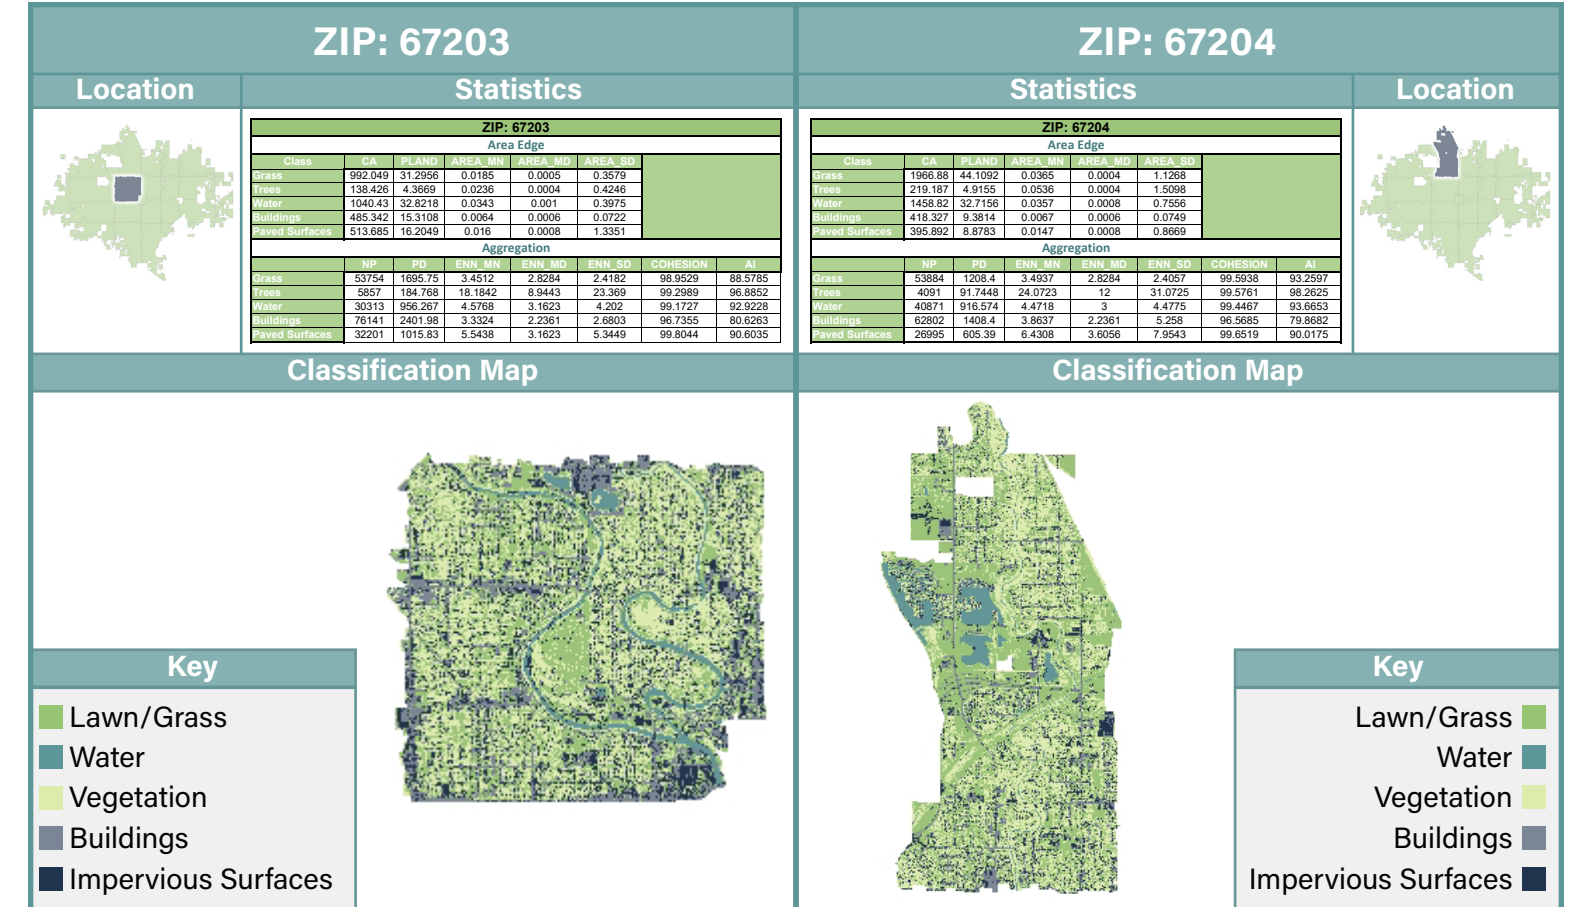 ZIP: 67203
Location
Statistics
ZIP: 67203
Area Edge
Class CA PLAND AREA_MN AREA_MD AREA_SD
Grass 992.049 31.2956 0.0185 0.0005 0.3579
Trees 138.426 4.3669 0.0236 0.0004 0.4246
Water 1040.43 32.8218 0.0343 0.001 0.3975
Buildings 485.342 15.3108 0.0064 0.0006 0.0722
Paved Surfaces 513.685 16.2049 0.016 0.0008 1.3351
Aggregation
NP PD ENN_MN ENN_MD ENN_SD COHESION AI
Grass 53754 1695.75 3.4512 2.8284 2.4182 98.9529 88.5785
Trees 5857 184.768 18.1842 8.9443 23.369 99.2989 96.8852
Water 30313 956.267 4.5768 3.1623 4.202 99.1727 92.9228
Buildings 76141 2401.98 3.3324 2.2361 2.6803 96.7355 80.6263
Paved Surfaces 32201 1015.83 5.5438 3.1623 5.3449 99.8044 90.6035
Classification Map
Key
Lawn/Grass
Water
Vegetation
Buildings
Impervious Surfaces
ZIP: 67204
Statistics
Location
ZIP: 67204
Area Edge
Class CA PLAND AREA_MN AREA_MD AREA_SD
Grass 1966.88 44.1092 0.0365 0.0004 1.1268
Trees 219.187 4.9155 0.0536 0.0004 1.5098
Water 1458.82 32.7156 0.0357 0.0008 0.7556
Buildings 418.327 9.3814 0.0067 0.0006 0.0749
Paved Surfaces 395.892 8.8783 0.0147 0.0008 0.8669
Aggregation
NP PD ENN_MN ENN_MD ENN_SD COHESION AI
Grass 53884 1208.4 3.4937 2.8284 2.4057 99.5938 93.2597
Trees 4091 91.7448 24.0723 12 31.0725 99.5761 98.2625
Water 40871 916.574 4.4718 3 4.4775 99.4467 93.6653
Buildings 62802 1408.4 3.8637 2.2361 5.258 96.5685 79.8682
Paved Surfaces 26995 605.39 6.4308 3.6056 7.9543 99.6519 90.0175
Classification Map
Key
Lawn/Grass
Water
Vegetation
Buildings
Impervious Surfaces